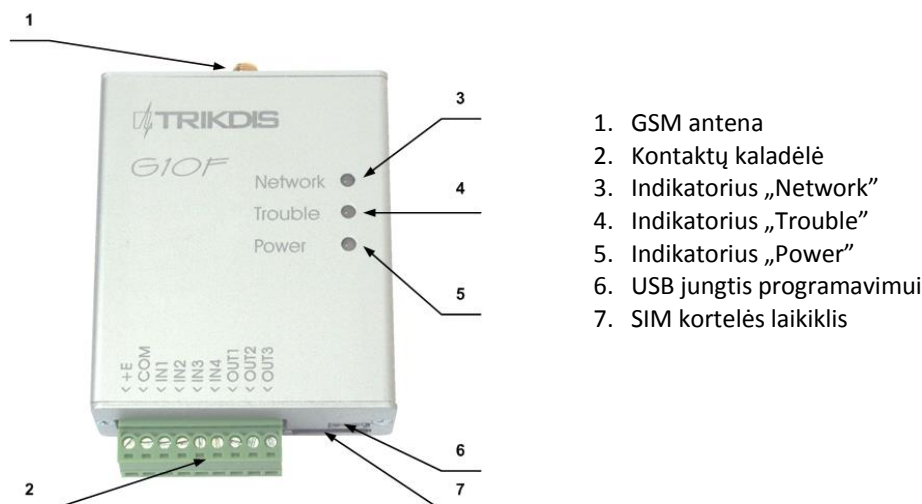 1
TRIKDIS
G10F
3
Network
4
Trouble
Power
5
< +E
< COM
< IN1
< IN2
< IN3
< IN4
< OUT1
< OUT2
< OUT3
6
2
7
1. GSM antena
2. Kontaktų kaladėlė
3. Indikatorius „Network”
4. Indikatorius „Trouble”
5. Indikatorius „Power”
6. USB jungtis programavimui
7. SIM kortelės laikiklis